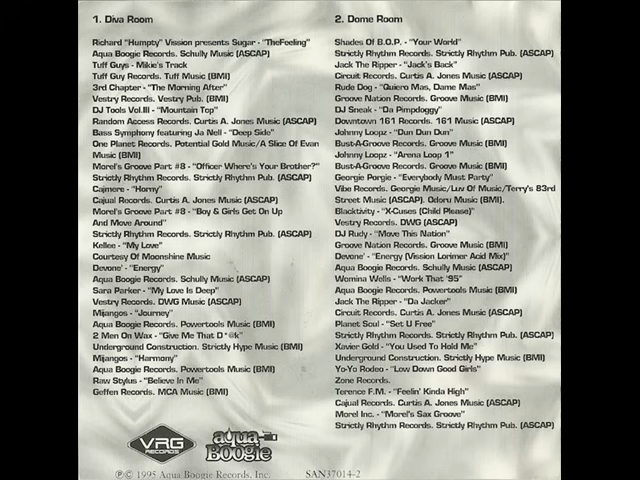 1. Diva Room
Richard "Humpty" Vission presents Sugar - "TheFeeling"
Aqua Boogie Records. Schully Music (ASCAP)
Tuff Guys - Mikie's Track
Tuff Guy Records. Tuff Music (BMI)
3rd Chapter - "The Morning After"
Vestry Records. Vestry Pub. (BMI)
DJ Tools Vol.III - "Mountain Top"
Random Access Records. Curtis A. Jones Music (ASCAP)
Bass Symphony featuring Ja Nell - "Deep Side"
One Planet Records. Potential Gold Music/A Slice Of Evan
Music (BMI)
Morel's Groove Part #8 - "Officer Where's Your Brother?"
Strictly Rhythm Records. Strictly Rhythm Pub. (ASCAP)
Cajmere - "Horny"
Cajual Records. Curtis A. Jones Music (ASCAP)
Morel's Groove Part #8 - "Boy & Girls Get On Up
And Move Around"
Strictly Rhythm Records. Strictly Rhythm Pub. (ASCAP)
Kellee - "My Love"
Courtesy Of Moonshine Music
Devone' - "Energy"
Aqua Boogie Records. Schully Music (ASCAP)
Sara Parker - "My Love Is Deep"
Vestry Records. DWG Music (ASCAP)
Mijangos - "Journey"
Aqua Boogie Records. Powertools Music (BMI)
2 Men On Wax - "Give Me That D*@k"
Underground Construction. Strictly Hype Music (BMI)
Mijangos - "Harmony"
Aqua Boogie Records. Powertools Music (BMI)
Raw Stylus - "Believe In Me"
Geffen Records. MCA Music (BMI)
2. Dome Room
Shades Of B.O.P. - "Your World"
Strictly Rhythm Records. Strictly Rhythm Pub. (ASCAP)
Jack The Ripper - "Jack's Back"
Circuit Records. Curtis A. Jones Music (ASCAP)
Rude Dog - "Quiero Mas, Dame Mas"
Groove Nation Records. Groove Music (BMI)
DJ Sneak - "Da Pimpdoggy"
Downtown 161 Records. 161 Music (ASCAP)
Johnny Loopz - "Dun Dun Dun"
Bust-A-Groove Records. Groove Music (BMI)
Johnny Loopz - "Arena Loop 1"
Bust-A-Groove Records. Groove Music (BMI)
Georgie Porgie - "Everybody Must Party"
Vibe Records. Georgie Music/Luv Of Music/Terry's 83rd
Street Music (ASCAP). Odoru Music (BMI).
Blacktivity - "X-Cuses (Child Please)"
Vestry Records. DWG (ASCAP)
DJ Rudy - "Move This Nation"
Groove Nation Records. Groove Music (BMI)
Devone' - "Energy (Vission Lorimer Acid Mix)"
Aqua Boogie Records. Schully Music (ASCAP)
Womina Wells - "Work That '95"
Aqua Boogie Records. Powertools Music (BMI)
Jack The Ripper - "Da Jacker"
Circuit Records. Curtis A. Jones Music (ASCAP)
Planet Soul - "Set U Free"
Strictly Rhythm Records. Strictly Rhythm Pub. (ASCAP)
Xavier Gold - "You Used To Hold Me"
Underground Construction. Strictly Hype Music (BMI)
Yo-Yo Rodeo - "Low Down Good Girls"
Zone Records.
Terence F.M. - "Feelin' Kinda High"
Cajual Records. Curtis A. Jones Music (ASCAP)
Morel Inc. - "Morel's Sax Groove"
Strictly Rhythm Records. Strictly Rhythm Pub. (ASCAP)
VRG
RECORDS
aqua
BOOGIE
℗© 1995 Aqua Boogie Records, Inc. SAN37014-2